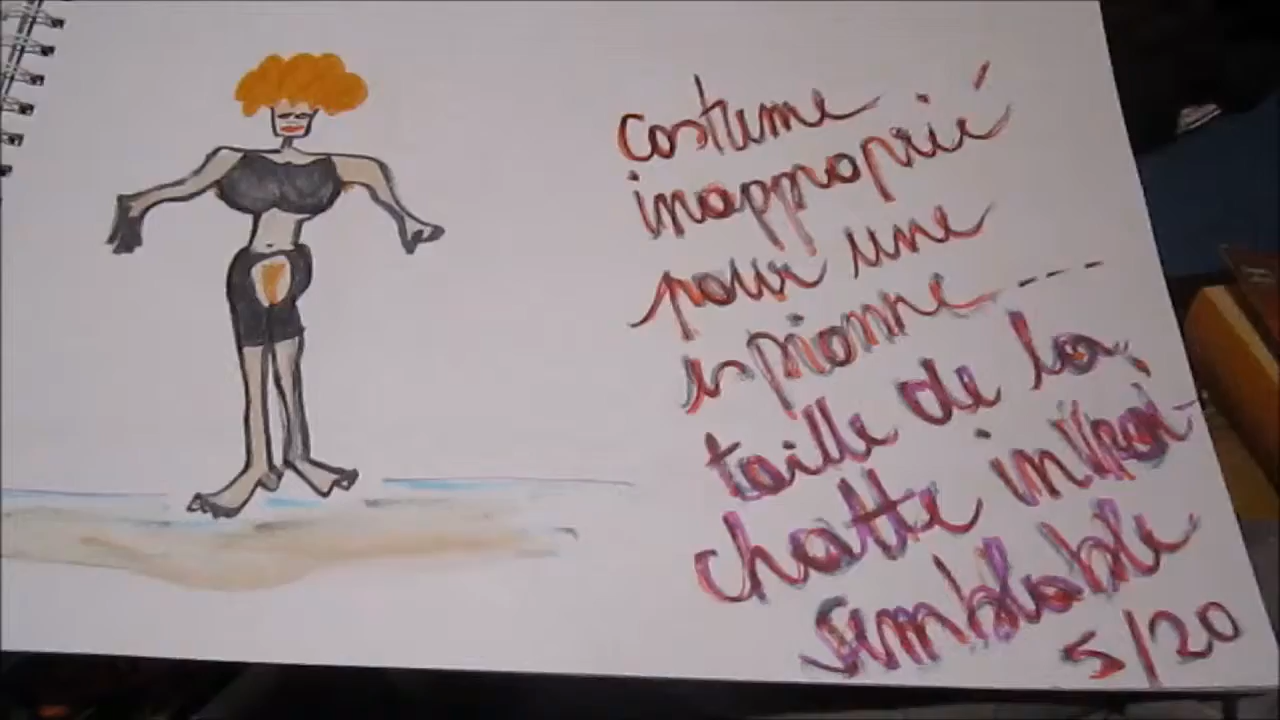 costume
inapproprié
pour une
espionne ----
taille de la
chatte invrai-
semblable
5/20